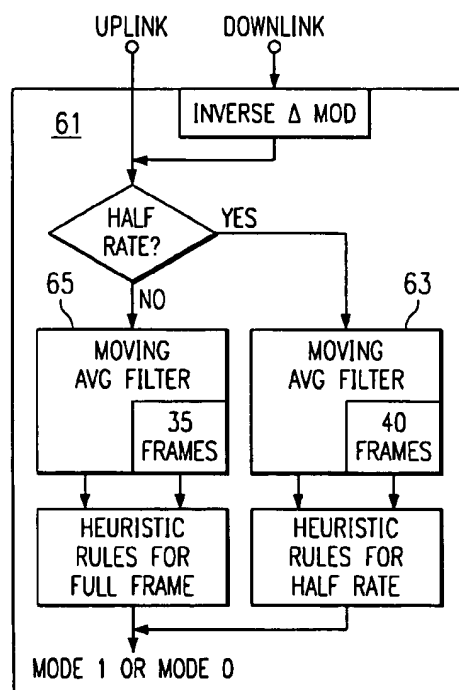 UPLINK
DOWNLINK
61
INVERSE Δ MOD
HALF
RATE?
YES
NO
65
63
MOVING
AVG FILTER
35
FRAMES
MOVING
AVG FILTER
40
FRAMES
HEURISTIC
RULES FOR
FULL FRAME
HEURISTIC
RULES FOR
HALF RATE
MODE 1 OR MODE 0